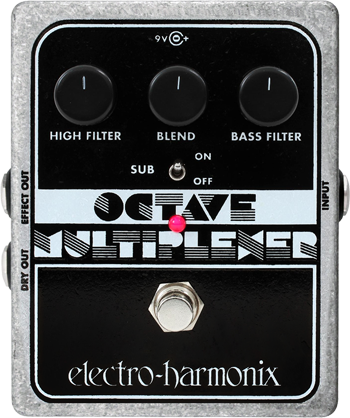 9V +
HIGH FILTER BLEND BASS FILTER
SUB ON
OFF
EFFECT OUT
DRY OUT
INPUT
OCTAVE
MULTIPLEXER
electro-harmonix